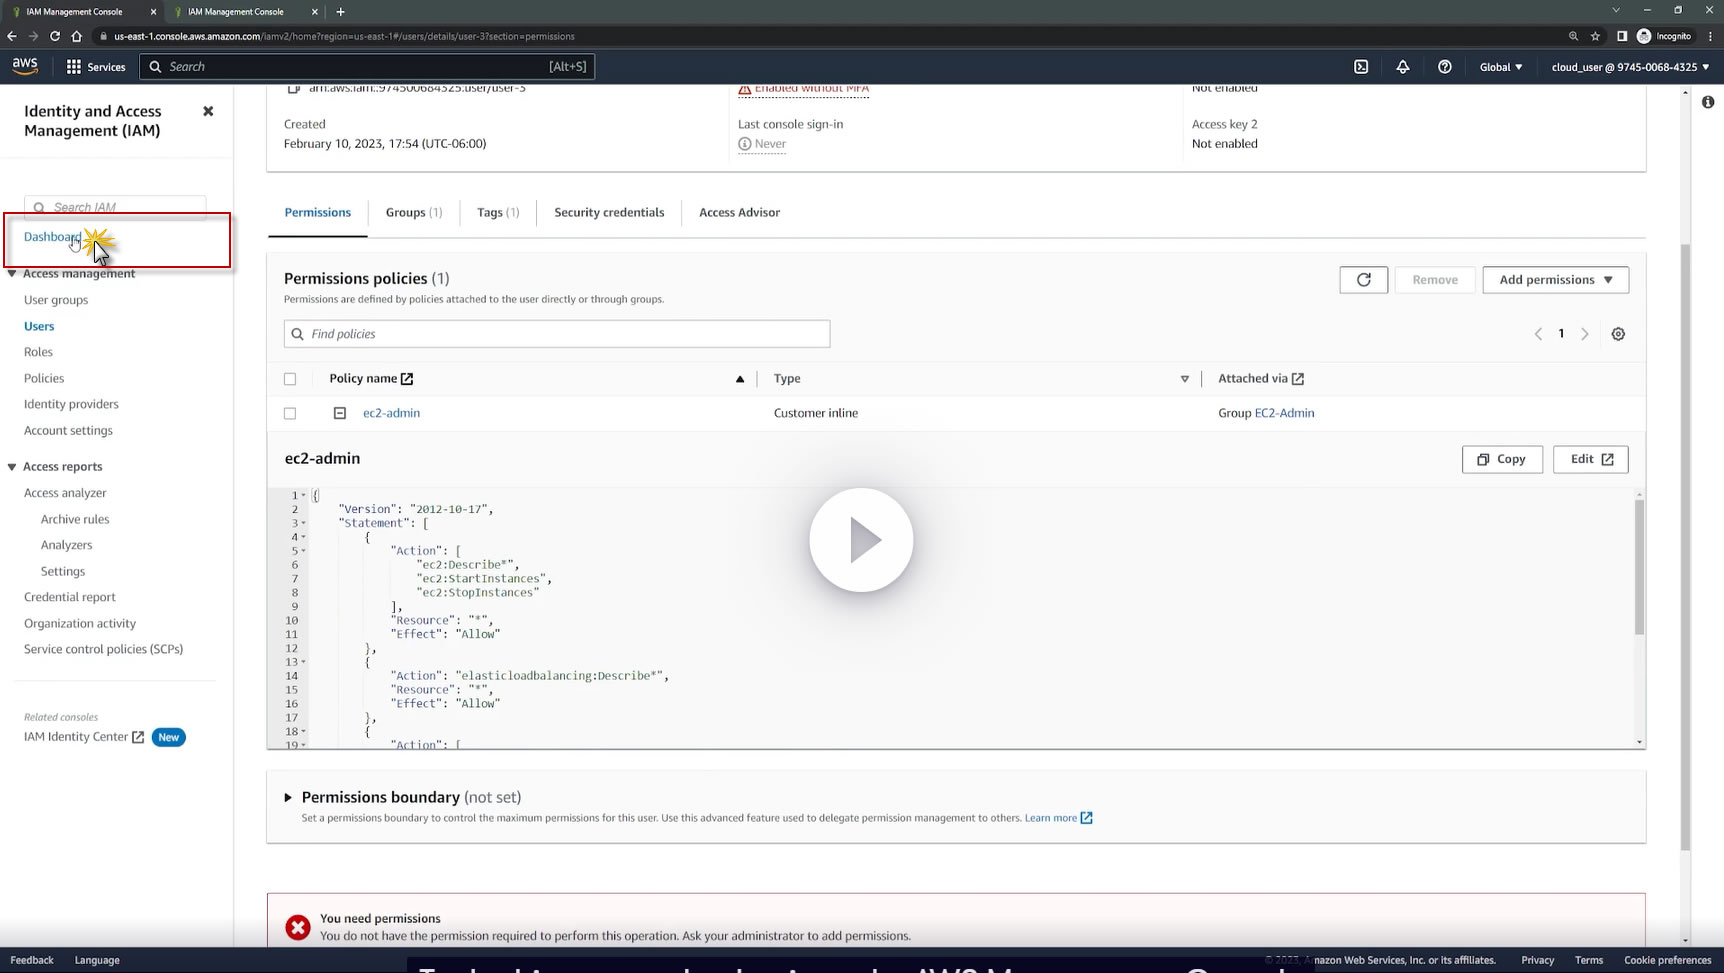 IAM Management Console
IAM Management Console
us-east-1.console.aws.amazon.com/iamv2/home?region=us-east-1#/users/details/user-3?section=permissions
Incognito
aws
Services
Search
[Alt+S]
Global
cloud_user @ 9745-0068-4325
Identity and Access
Management (IAM)
Search IAM
Dashboard
Access management
User groups
Users
Roles
Policies
Identity providers
Account settings
Access reports
Access analyzer
Archive rules
Analyzers
Settings
Credential report
Organization activity
Service control policies (SCPs)
Related consoles
IAM Identity Center
New
arn:aws:iam::974500684325:user/user-3
Enabled without MFA
Not enabled
Created
February 10, 2023, 17:54 (UTC-06:00)
Last console sign-in
Never
Access key 2
Not enabled
Permissions
Groups (1)
Tags (1)
Security credentials
Access Advisor
Permissions policies (1)
Permissions are defined by policies attached to the user directly or through groups.
Remove
Add permissions
Find policies
1
Policy name
Type
Attached via
ec2-admin
Customer inline
Group EC2-Admin
ec2-admin
Copy
Edit
1 {
2 "Version": "2012-10-17",
3 "Statement": [
4 {
5 "Action": [
6 "ec2:Describe*",
7 "ec2:StartInstances",
8 "ec2:StopInstances"
9 ],
10 "Resource": "*",
11 "Effect": "Allow"
12 },
13 {
14 "Action": "elasticloadbalancing:Describe*",
15 "Resource": "*",
16 "Effect": "Allow"
17 },
18 {
19 "Action": [
Permissions boundary (not set)
Set a permissions boundary to control the maximum permissions for this user. Use this advanced feature used to delegate permission management to others. Learn more
You need permissions
You do not have the permission required to perform this operation. Ask your administrator to add permissions.
Feedback
Language
© 2023, Amazon Web Services, Inc. or its affiliates.
Privacy
Terms
Cookie preferences